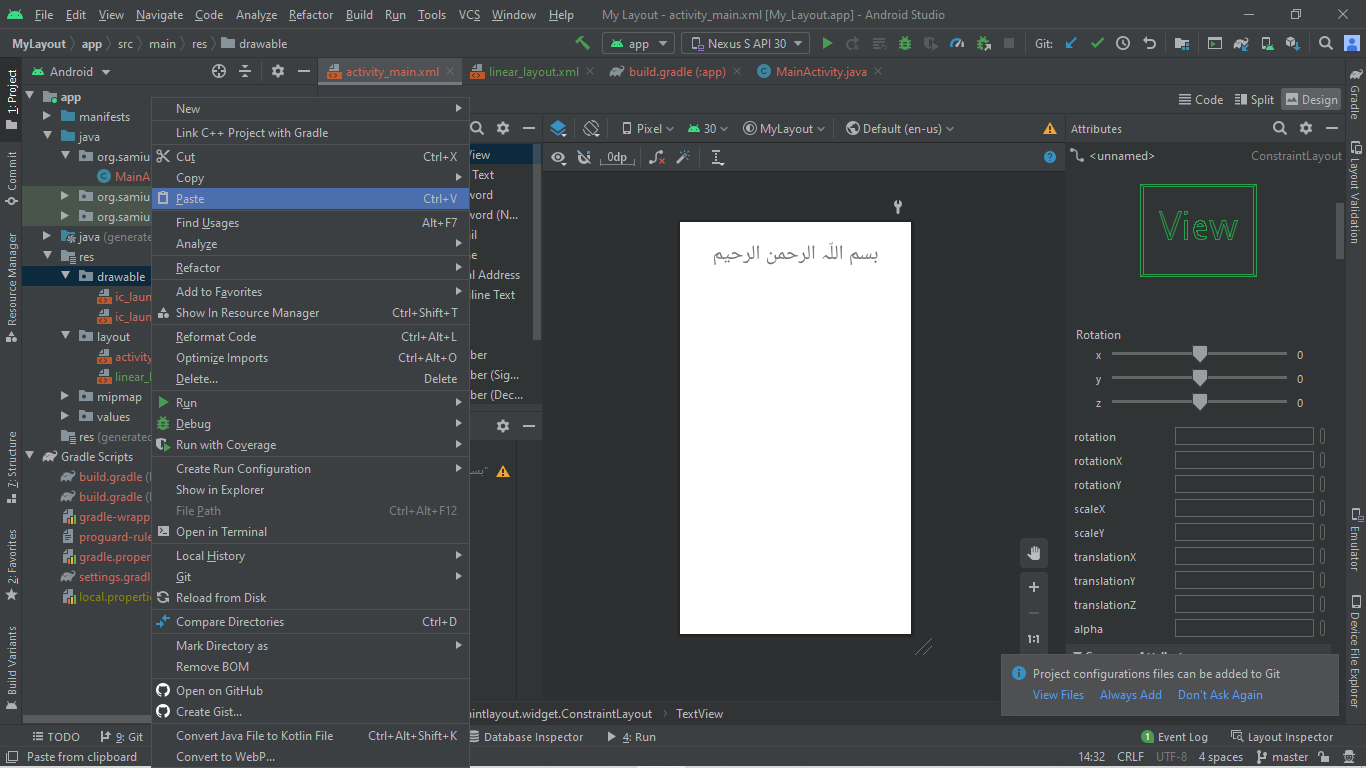 File Edit View Navigate Code Analyze Refactor Build Run Tools VCS Window Help My Layout - activity_main.xml [My_Layout.app] - Android Studio
MyLayout app src main res drawable app Nexus S API 30 Git:
Android activity_main.xml linear_layout.xml build.gradle (:app) MainActivity.java
Code Split Design
1: Project
Commit
Resource Manager
7: Structure
2: Favorites
Build Variants
app
manifests
java
org.samiu
MainA
org.samiu
org.samiu
java (generate
res
drawable
ic_laun
ic_laun
layout
activity
linear_l
mipmap
values
res (generated
Gradle Scripts
build.gradle (
build.gradle (
gradle-wrapp
proguard-rule
gradle.proper
settings.gradl
local.propertie
New
Link C++ Project with Gradle
Cut Ctrl+X
Copy
Paste Ctrl+V
Find Usages Alt+F7
Analyze
Refactor
Add to Favorites
Show In Resource Manager Ctrl+Shift+T
Reformat Code Ctrl+Alt+L
Optimize Imports Ctrl+Alt+O
Delete... Delete
Run
Debug
Run with Coverage
Create Run Configuration
Show in Explorer
File Path Ctrl+Alt+F12
Open in Terminal
Local History
Git
Reload from Disk
Compare Directories Ctrl+D
Mark Directory as
Remove BOM
Open on GitHub
Create Gist...
Convert Java File to Kotlin File Ctrl+Alt+Shift+K
Convert to WebP...
View
Text
word
word (N...
il
e
al Address
iline Text
ber
ber (Sig...
ber (Dec...
Pixel 30 MyLayout Default (en-us)
0dp
بسم اللَہ الرحمن الرحیم
1:1
Attributes
<unnamed> ConstraintLayout
View
Rotation
x 0
y 0
z 0
rotation
rotationX
rotationY
scaleX
scaleY
translationX
translationY
translationZ
alpha
Project configurations files can be added to Git
View Files Always Add Don't Ask Again
Gradle
Layout Validation
Emulator
Device File Explorer
intlayout.widget.ConstraintLayout TextView
TODO 9: Git Database Inspector 4: Run 1 Event Log Layout Inspector
Paste from clipboard 14:32 CRLF UTF-8 4 spaces master